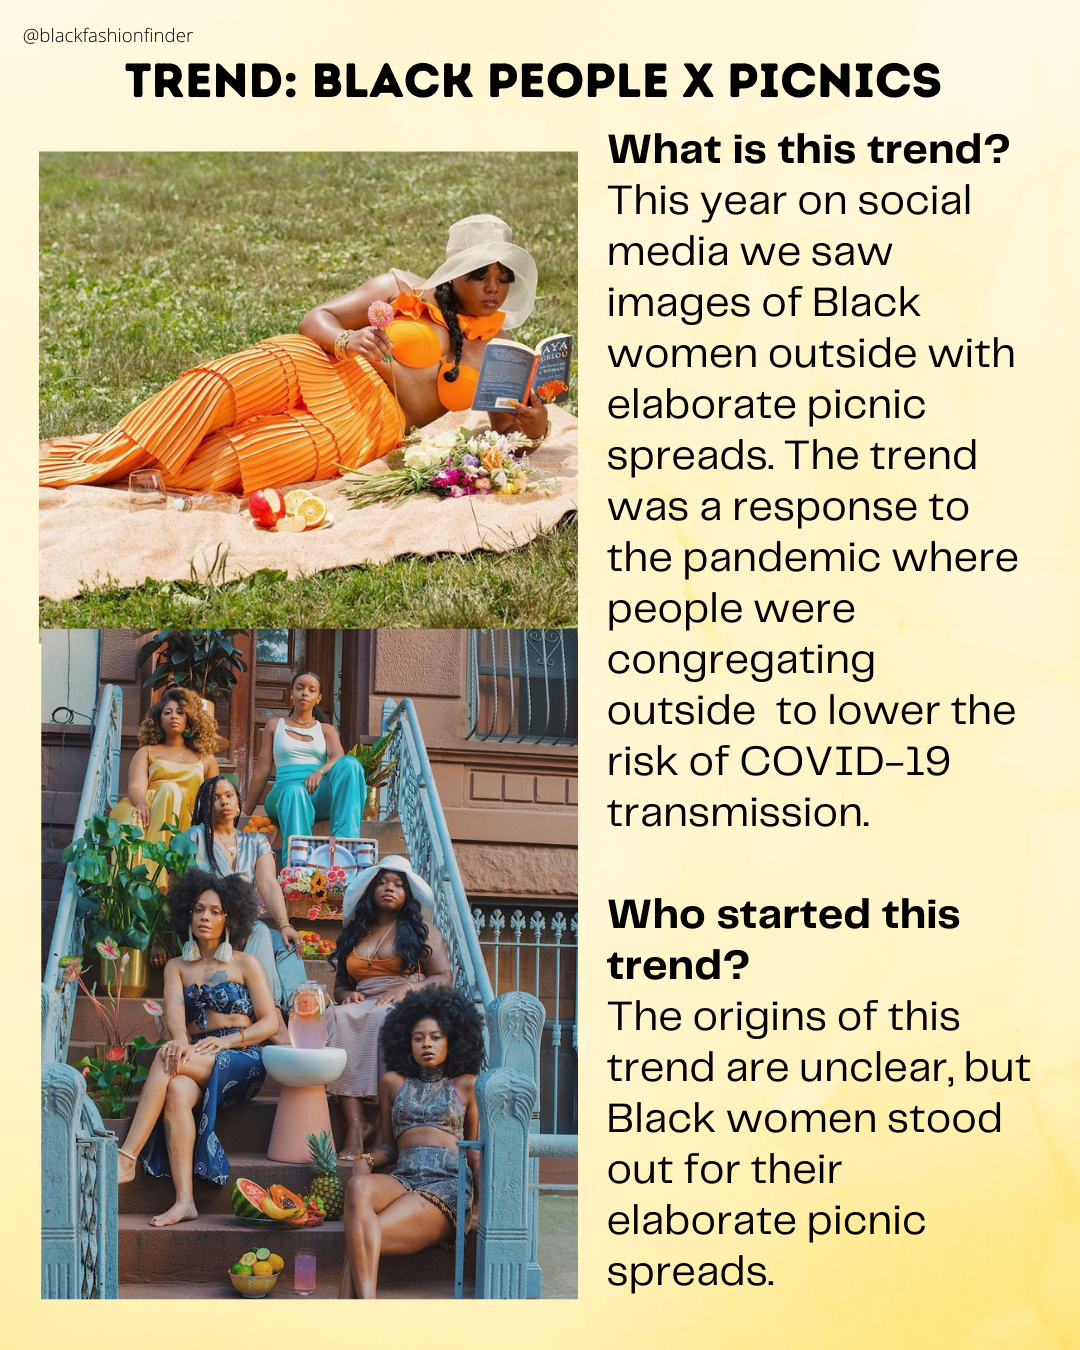 @blackfashionfinder
TREND: BLACK PEOPLE X PICNICS
What is this trend?
This year on social
media we saw
images of Black
women outside with
elaborate picnic
spreads. The trend
was a response to
the pandemic where
people were
congregating
outside  to lower the
risk of COVID-19
transmission.
Who started this
trend?
The origins of this
trend are unclear, but
Black women stood
out for their
elaborate picnic
spreads.
AYA
GELOU